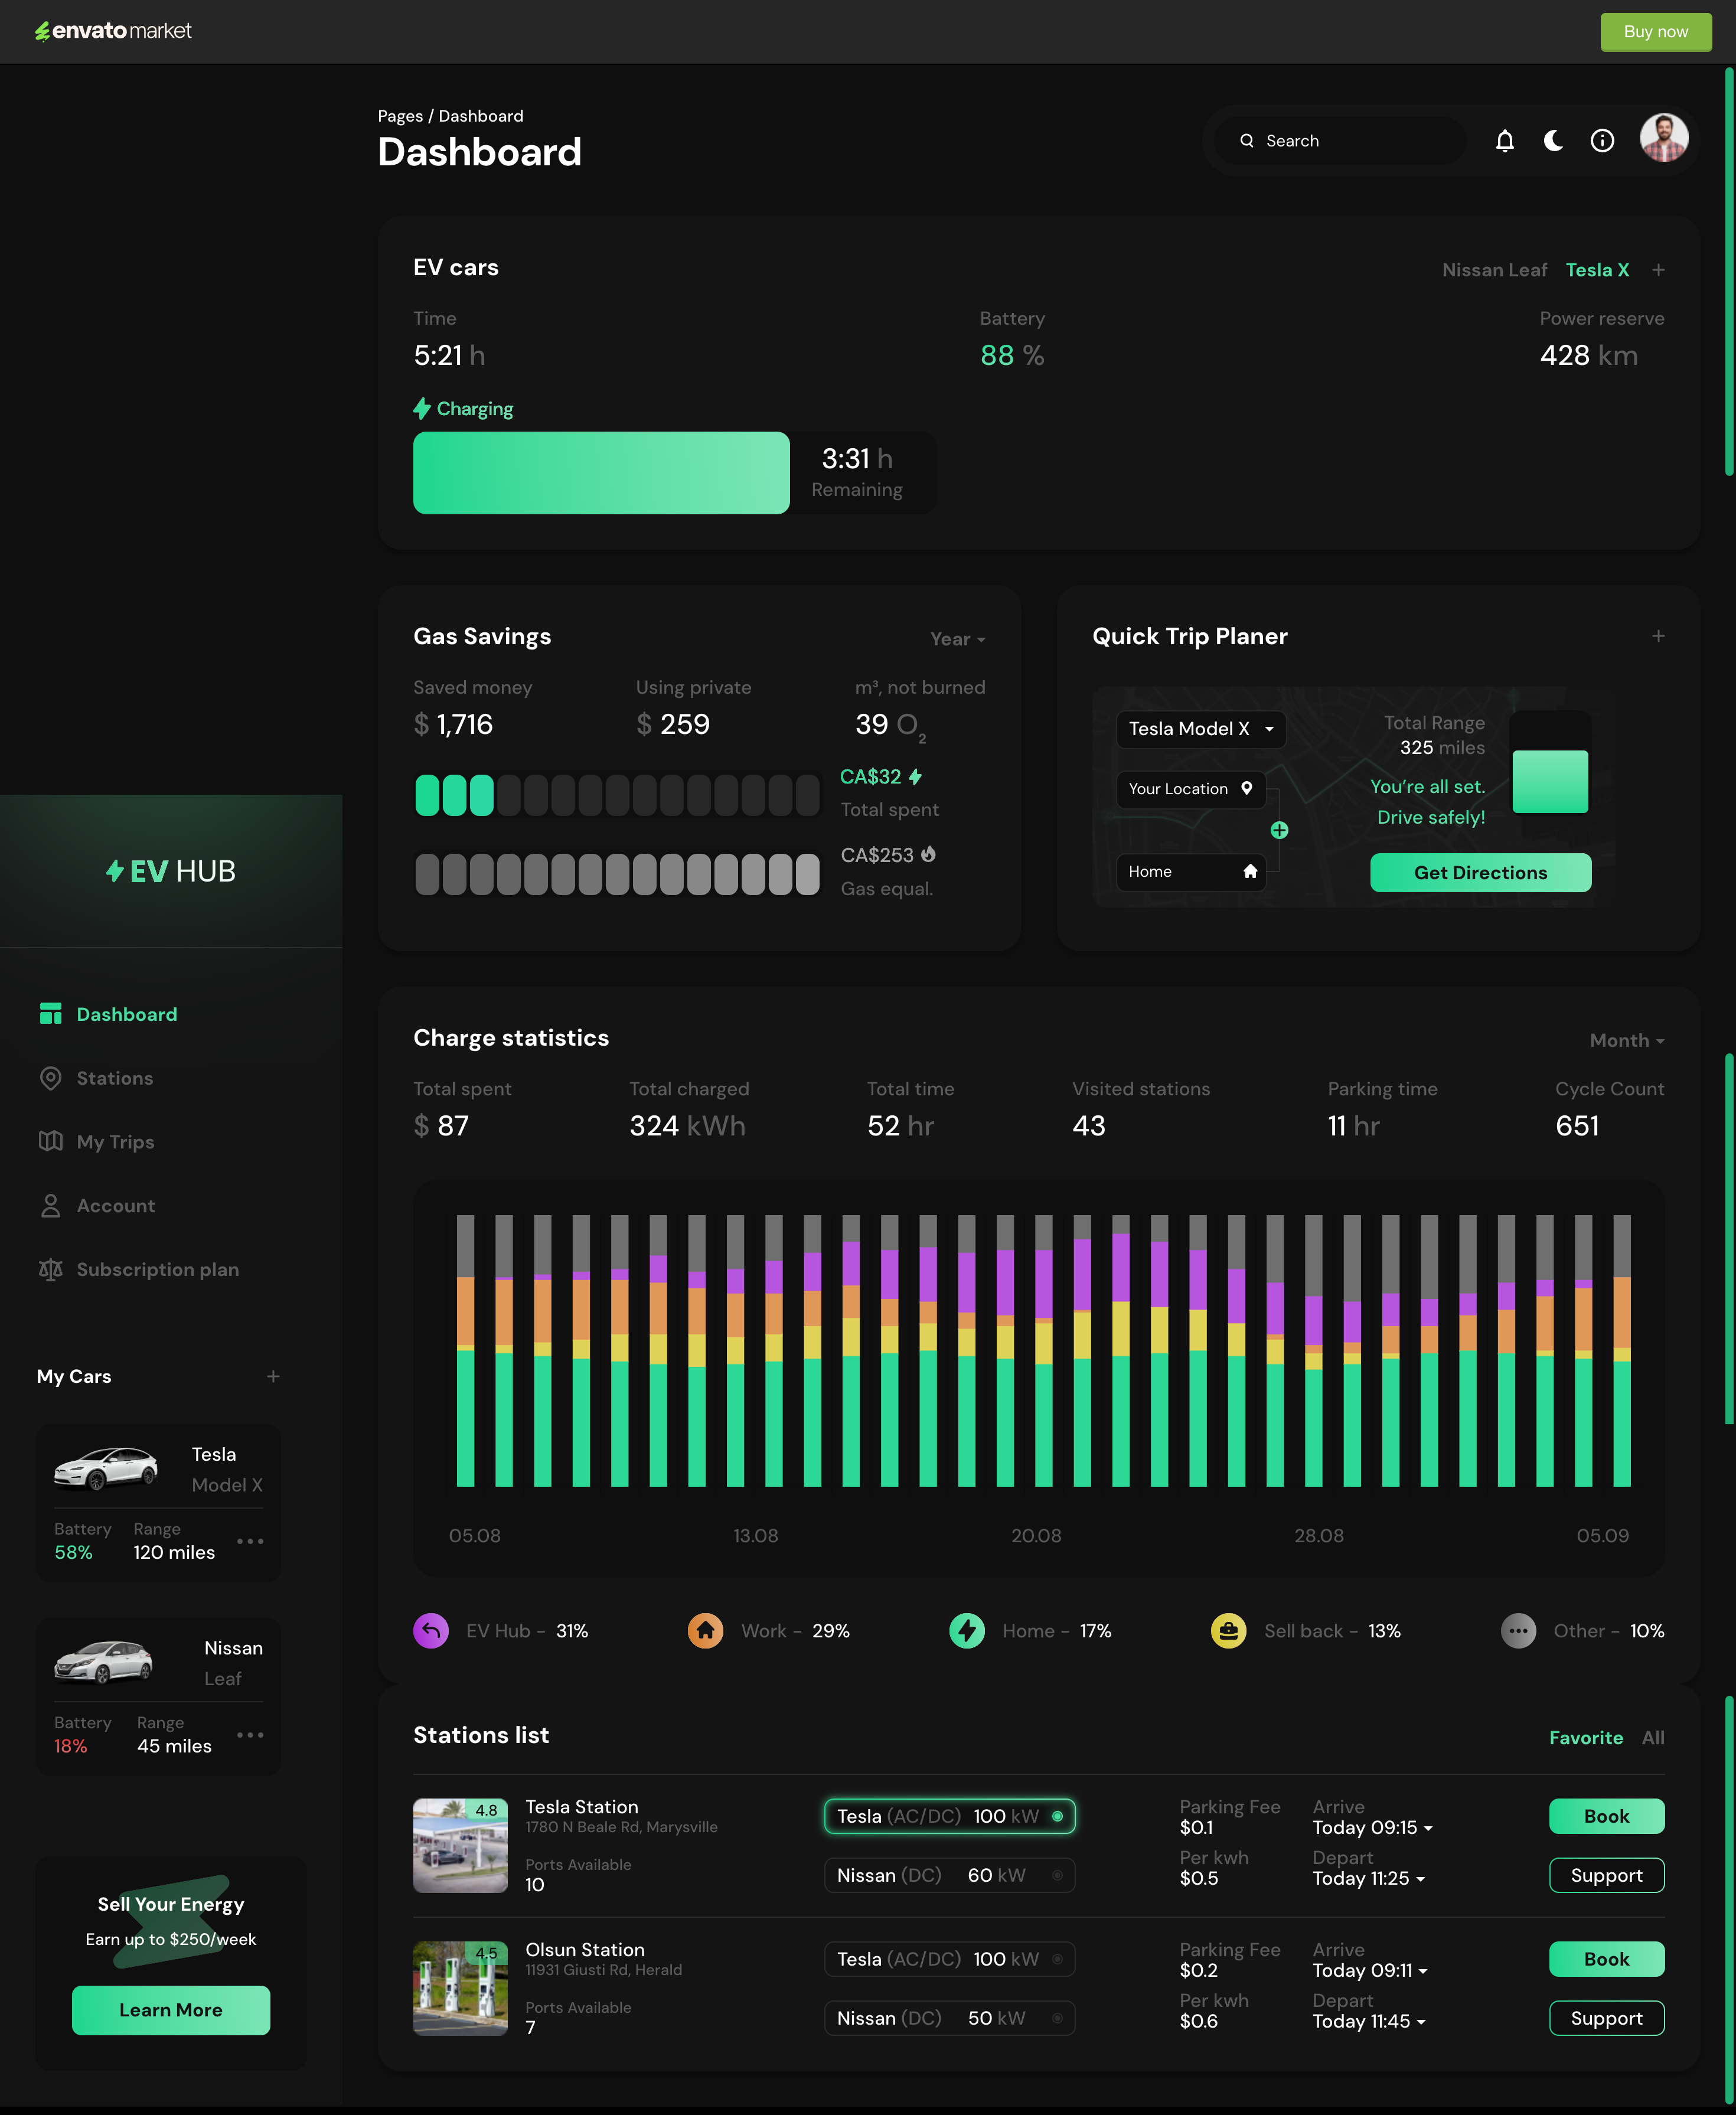 envato market
Buy now
Pages / Dashboard
Dashboard
Search
EV cars
Nissan Leaf Tesla X +
Time
5:21 h
Battery
88 %
Power reserve
428 km
Charging
3:31 h
Remaining
Gas Savings
Year
Saved money
$ 1,716
Using private
$ 259
m³, not burned
39 O₂
CA$32
Total spent
CA$253
Gas equal.
Quick Trip Planer
+
Tesla Model X
Your Location
Home
Total Range
325 miles
You're all set.
Drive safely!
Get Directions
EV HUB
Dashboard
Stations
My Trips
Account
Subscription plan
My Cars +
Tesla
Model X
Battery
58%
Range
120 miles
Nissan
Leaf
Battery
18%
Range
45 miles
Sell Your Energy
Earn up to $250/week
Learn More
Charge statistics
Month
Total spent
$ 87
Total charged
324 kWh
Total time
52 hr
Visited stations
43
Parking time
11 hr
Cycle Count
651
05.08 13.08 20.08 28.08 05.09
EV Hub - 31%
Work - 29%
Home - 17%
Sell back - 13%
Other - 10%
Stations list
Favorite All
4.8
Tesla Station
1780 N Beale Rd, Marysville
Ports Available
10
Tesla (AC/DC) 100 kW
Nissan (DC) 60 kW
Parking Fee
$0.1
Per kwh
$0.5
Arrive
Today 09:15
Depart
Today 11:25
Book
Support
4.5
Olsun Station
11931 Giusti Rd, Herald
Ports Available
7
Tesla (AC/DC) 100 kW
Nissan (DC) 50 kW
Parking Fee
$0.2
Per kwh
$0.6
Arrive
Today 09:11
Depart
Today 11:45
Book
Support